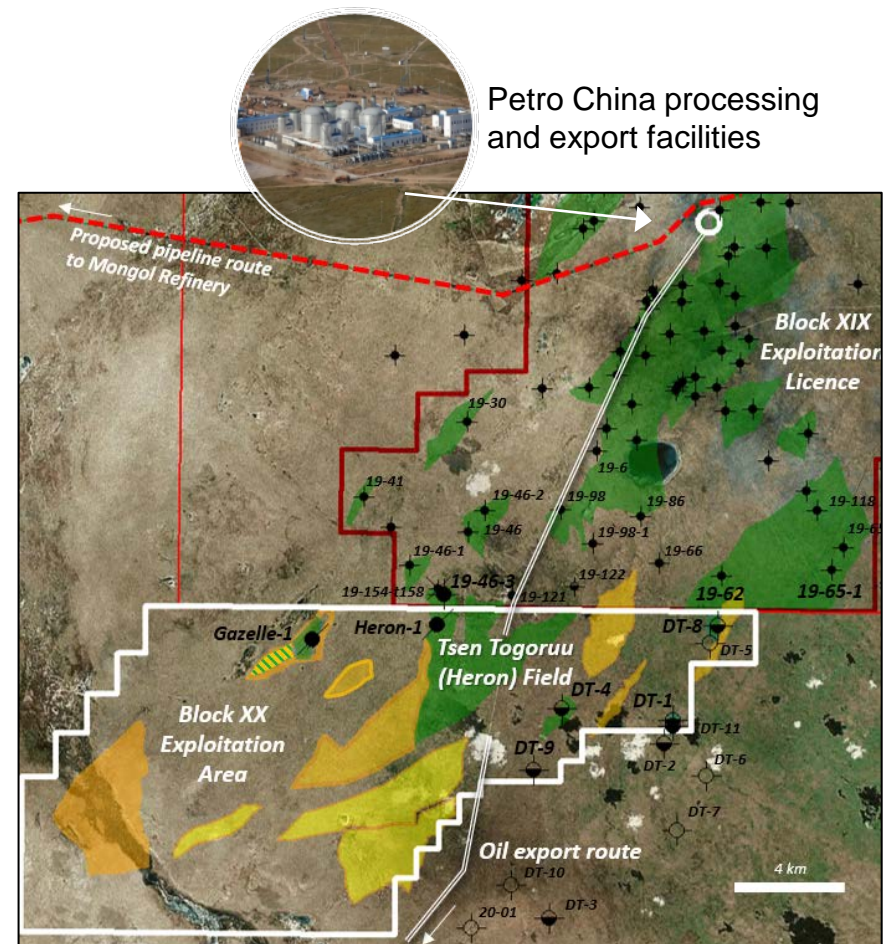 Petro China processing
and export facilities
Proposed pipeline route
to Mongol Refinery
Block XIX
Exploitation
Licence
19-30
19-6
19-41
19-46-2
19-98
19-86
19-118
19-46
19-98-1
19-65
19-46-1
19-66
19-154-t158
19-46-3
19-121
19-122
19-62
19-65-1
Gazelle-1
Heron-1
Tsen Togoruu
(Heron) Field
DT-8
DT-5
DT-4
DT-1
DT-11
Block XX
Exploitation
Area
DT-9
DT-2
DT-6
DT-7
Oil export route
4 km
DT-10
20-01
DT-3